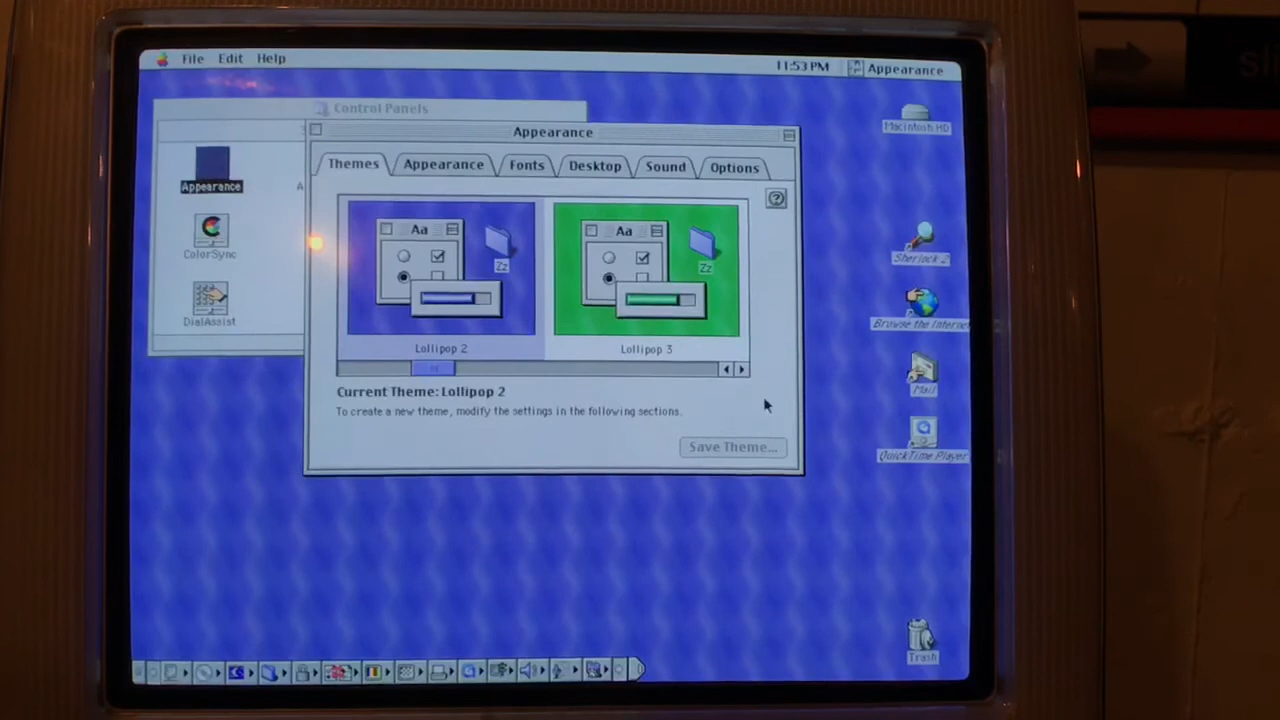 File Edit Help
11:53 PM Appearance
Control Panels
Appearance
Themes Appearance Fonts Desktop Sound Options
Appearance
ColorSync
DialAssist
Aa
Zz
Aa
Zz
Lollipop 2
Lollipop 3
Current Theme: Lollipop 2
To create a new theme, modify the settings in the following sections.
Save Theme...
Macintosh HD
Sherlock 2
Browse the Internet
Mail
QuickTime Player
Trash